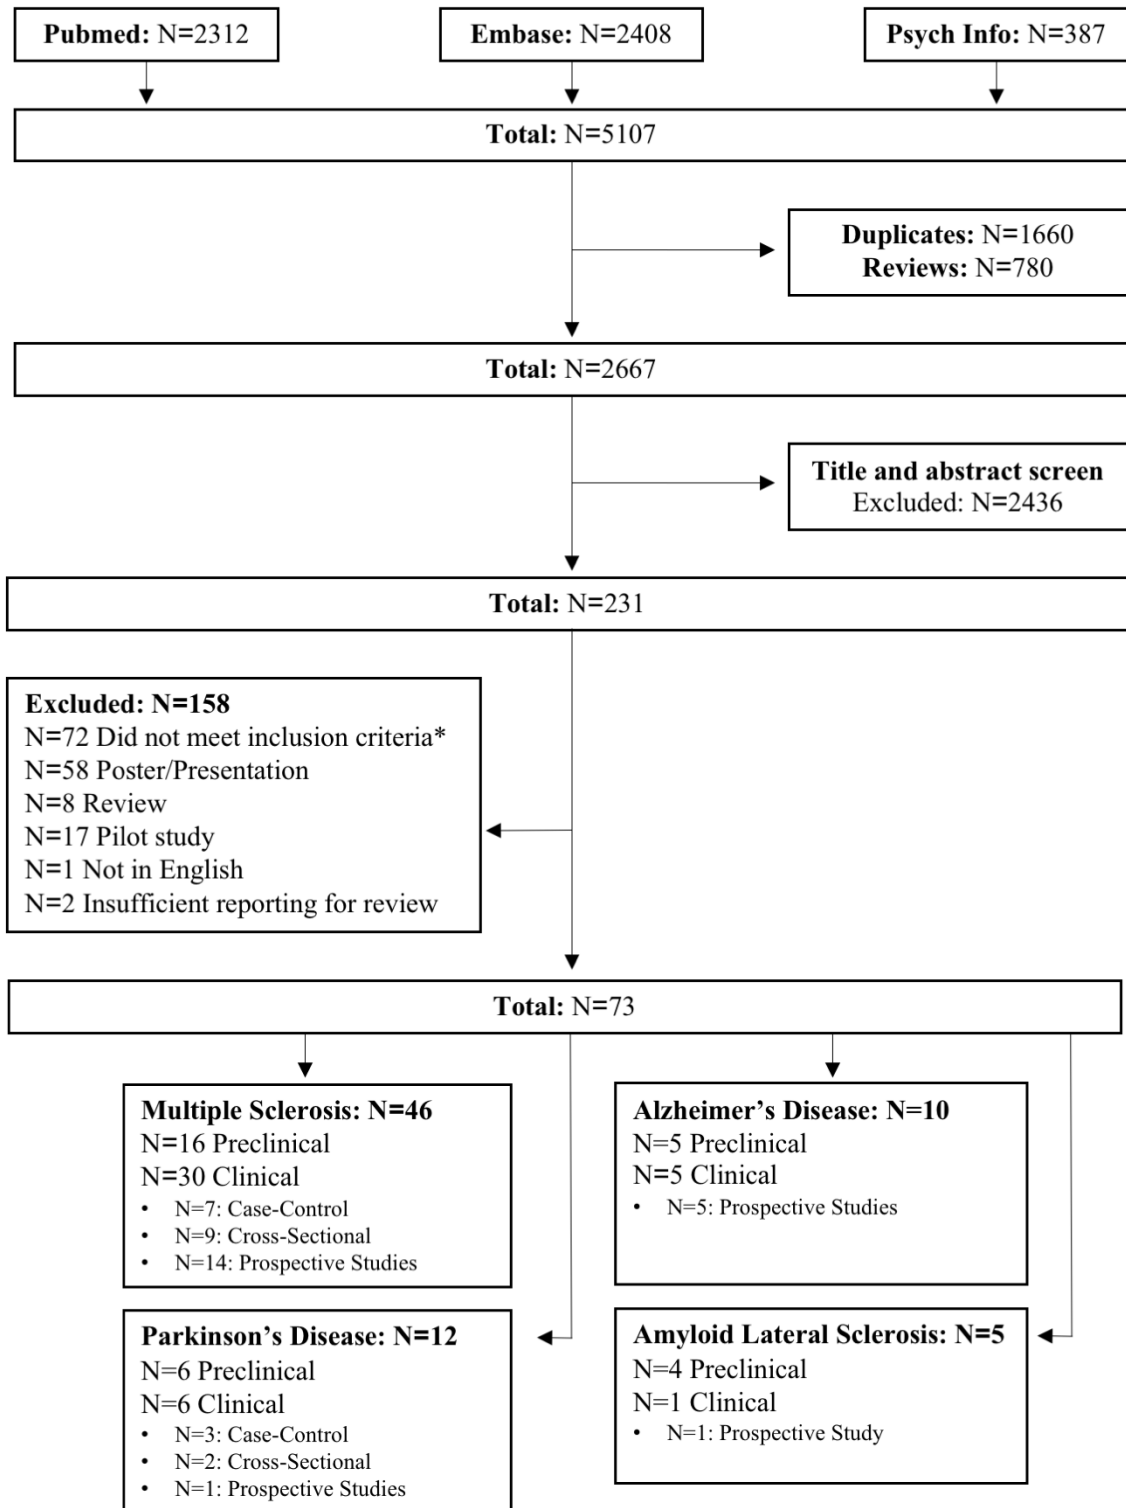 Pubmed: N=2312
Embase: N=2408
Psych Info: N=387
Total: N=5107
Duplicates: N=1660
Reviews: N=780
Total: N=2667
Title and abstract screen
Excluded: N=2436
Total: N=231
Excluded: N=158
N=72 Did not meet inclusion criteria*
N=58 Poster/Presentation
N=8 Review
N=17 Pilot study
N=1 Not in English
N=2 Insufficient reporting for review
Total: N=73
Multiple Sclerosis: N=46
N=16 Preclinical
N=30 Clinical
• N=7: Case-Control
• N=9: Cross-Sectional
• N=14: Prospective Studies
Alzheimer’s Disease: N=10
N=5 Preclinical
N=5 Clinical
• N=5: Prospective Studies
Parkinson’s Disease: N=12
N=6 Preclinical
N=6 Clinical
• N=3: Case-Control
• N=2: Cross-Sectional
• N=1: Prospective Studies
Amyloid Lateral Sclerosis: N=5
N=4 Preclinical
N=1 Clinical
• N=1: Prospective Study